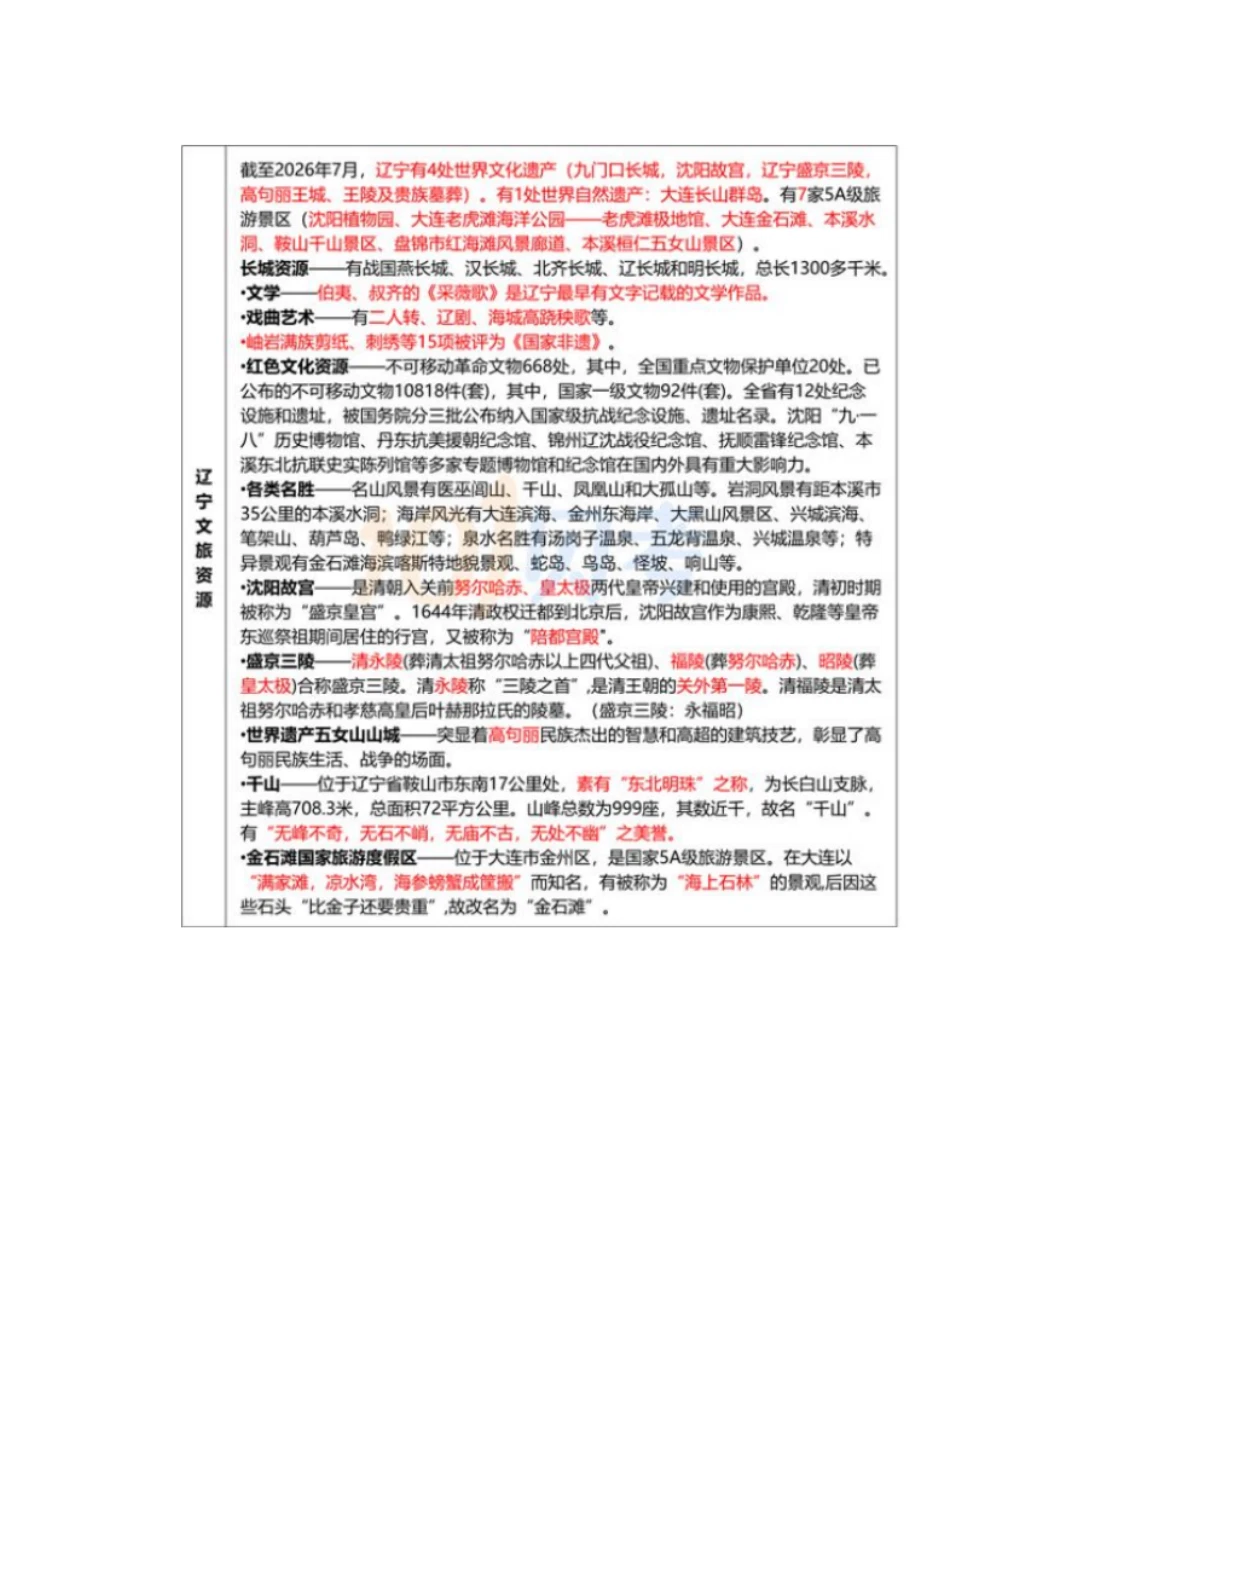 辽宁文旅资源
截至2026年7月，辽宁有4处世界文化遗产（九门口长城，沈阳故宫，辽宁盛京三陵，
高句丽王城、王陵及贵族墓葬）。有1处世界自然遗产：大连长山群岛。有7家5A级旅
游景区（沈阳植物园、大连老虎滩海洋公园——老虎滩极地馆、大连金石滩、本溪水
洞、鞍山千山景区、盘锦市红海滩风景廊道、本溪桓仁五女山景区）。
长城资源——有战国燕长城、汉长城、北齐长城、辽长城和明长城，总长1300多千米。
•文学——伯夷、叔齐的《采薇歌》是辽宁最早有文字记载的文学作品。
•戏曲艺术——有二人转、辽剧、海城高跷秧歌等。
•岫岩满族剪纸、刺绣等15项被评为《国家非遗》。
•红色文化资源——不可移动革命文物668处，其中，全国重点文物保护单位20处。已
公布的不可移动文物10818件(套)，其中，国家一级文物92件(套)。全省有12处纪念
设施和遗址，被国务院分三批公布纳入国家级抗战纪念设施、遗址名录。沈阳“九·一
八”历史博物馆、丹东抗美援朝纪念馆、锦州辽沈战役纪念馆、抚顺雷锋纪念馆、本
溪东北抗联史实陈列馆等多家专题博物馆和纪念馆在国内外具有重大影响力。
•各类名胜——名山风景有医巫闾山、千山、凤凰山和大孤山等。岩洞风景有距本溪市
35公里的本溪水洞；海岸风光有大连滨海、金州东海岸、大黑山风景区、兴城滨海、
笔架山、葫芦岛、鸭绿江等；泉水名胜有汤岗子温泉、五龙背温泉、兴城温泉等；特
异景观有金石滩海滨喀斯特地貌景观、蛇岛、鸟岛、怪坡、响山等。
•沈阳故宫——是清朝入关前努尔哈赤、皇太极两代皇帝兴建和使用的宫殿，清初时期
被称为“盛京皇宫”。1644年清政权迁都到北京后，沈阳故宫作为康熙、乾隆等皇帝
东巡祭祖期间居住的行宫，又被称为“陪都宫殿"。
•盛京三陵——清永陵(葬清太祖努尔哈赤以上四代父祖)、福陵(葬努尔哈赤)、昭陵(葬
皇太极)合称盛京三陵。清永陵称“三陵之首”,是清王朝的关外第一陵。清福陵是清太
祖努尔哈赤和孝慈高皇后叶赫那拉氏的陵墓。（盛京三陵：永福昭）
•世界遗产五女山山城——突显着高句丽民族杰出的智慧和高超的建筑技艺，彰显了高
句丽民族生活、战争的场面。
•千山——位于辽宁省鞍山市东南17公里处，素有“东北明珠”之称，为长白山支脉，
主峰高708.3米，总面积72平方公里。山峰总数为999座，其数近千，故名“千山”。
有“无峰不奇，无石不峭，无庙不古，无处不幽”之美誉。
•金石滩国家旅游度假区——位于大连市金州区，是国家5A级旅游景区。在大连以
“满家滩，凉水湾，海参螃蟹成筐搬”而知名，有被称为“海上石林”的景观,后因这
些石头“比金子还要贵重”,故改名为“金石滩”。